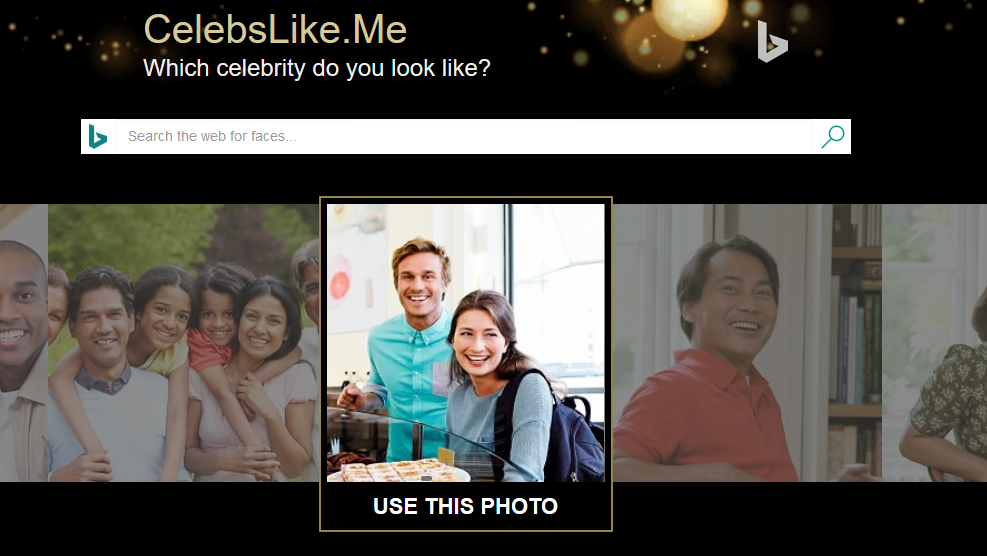 CelebsLike.Me
Which celebrity do you look like?
Search the web for faces...
USE THIS PHOTO